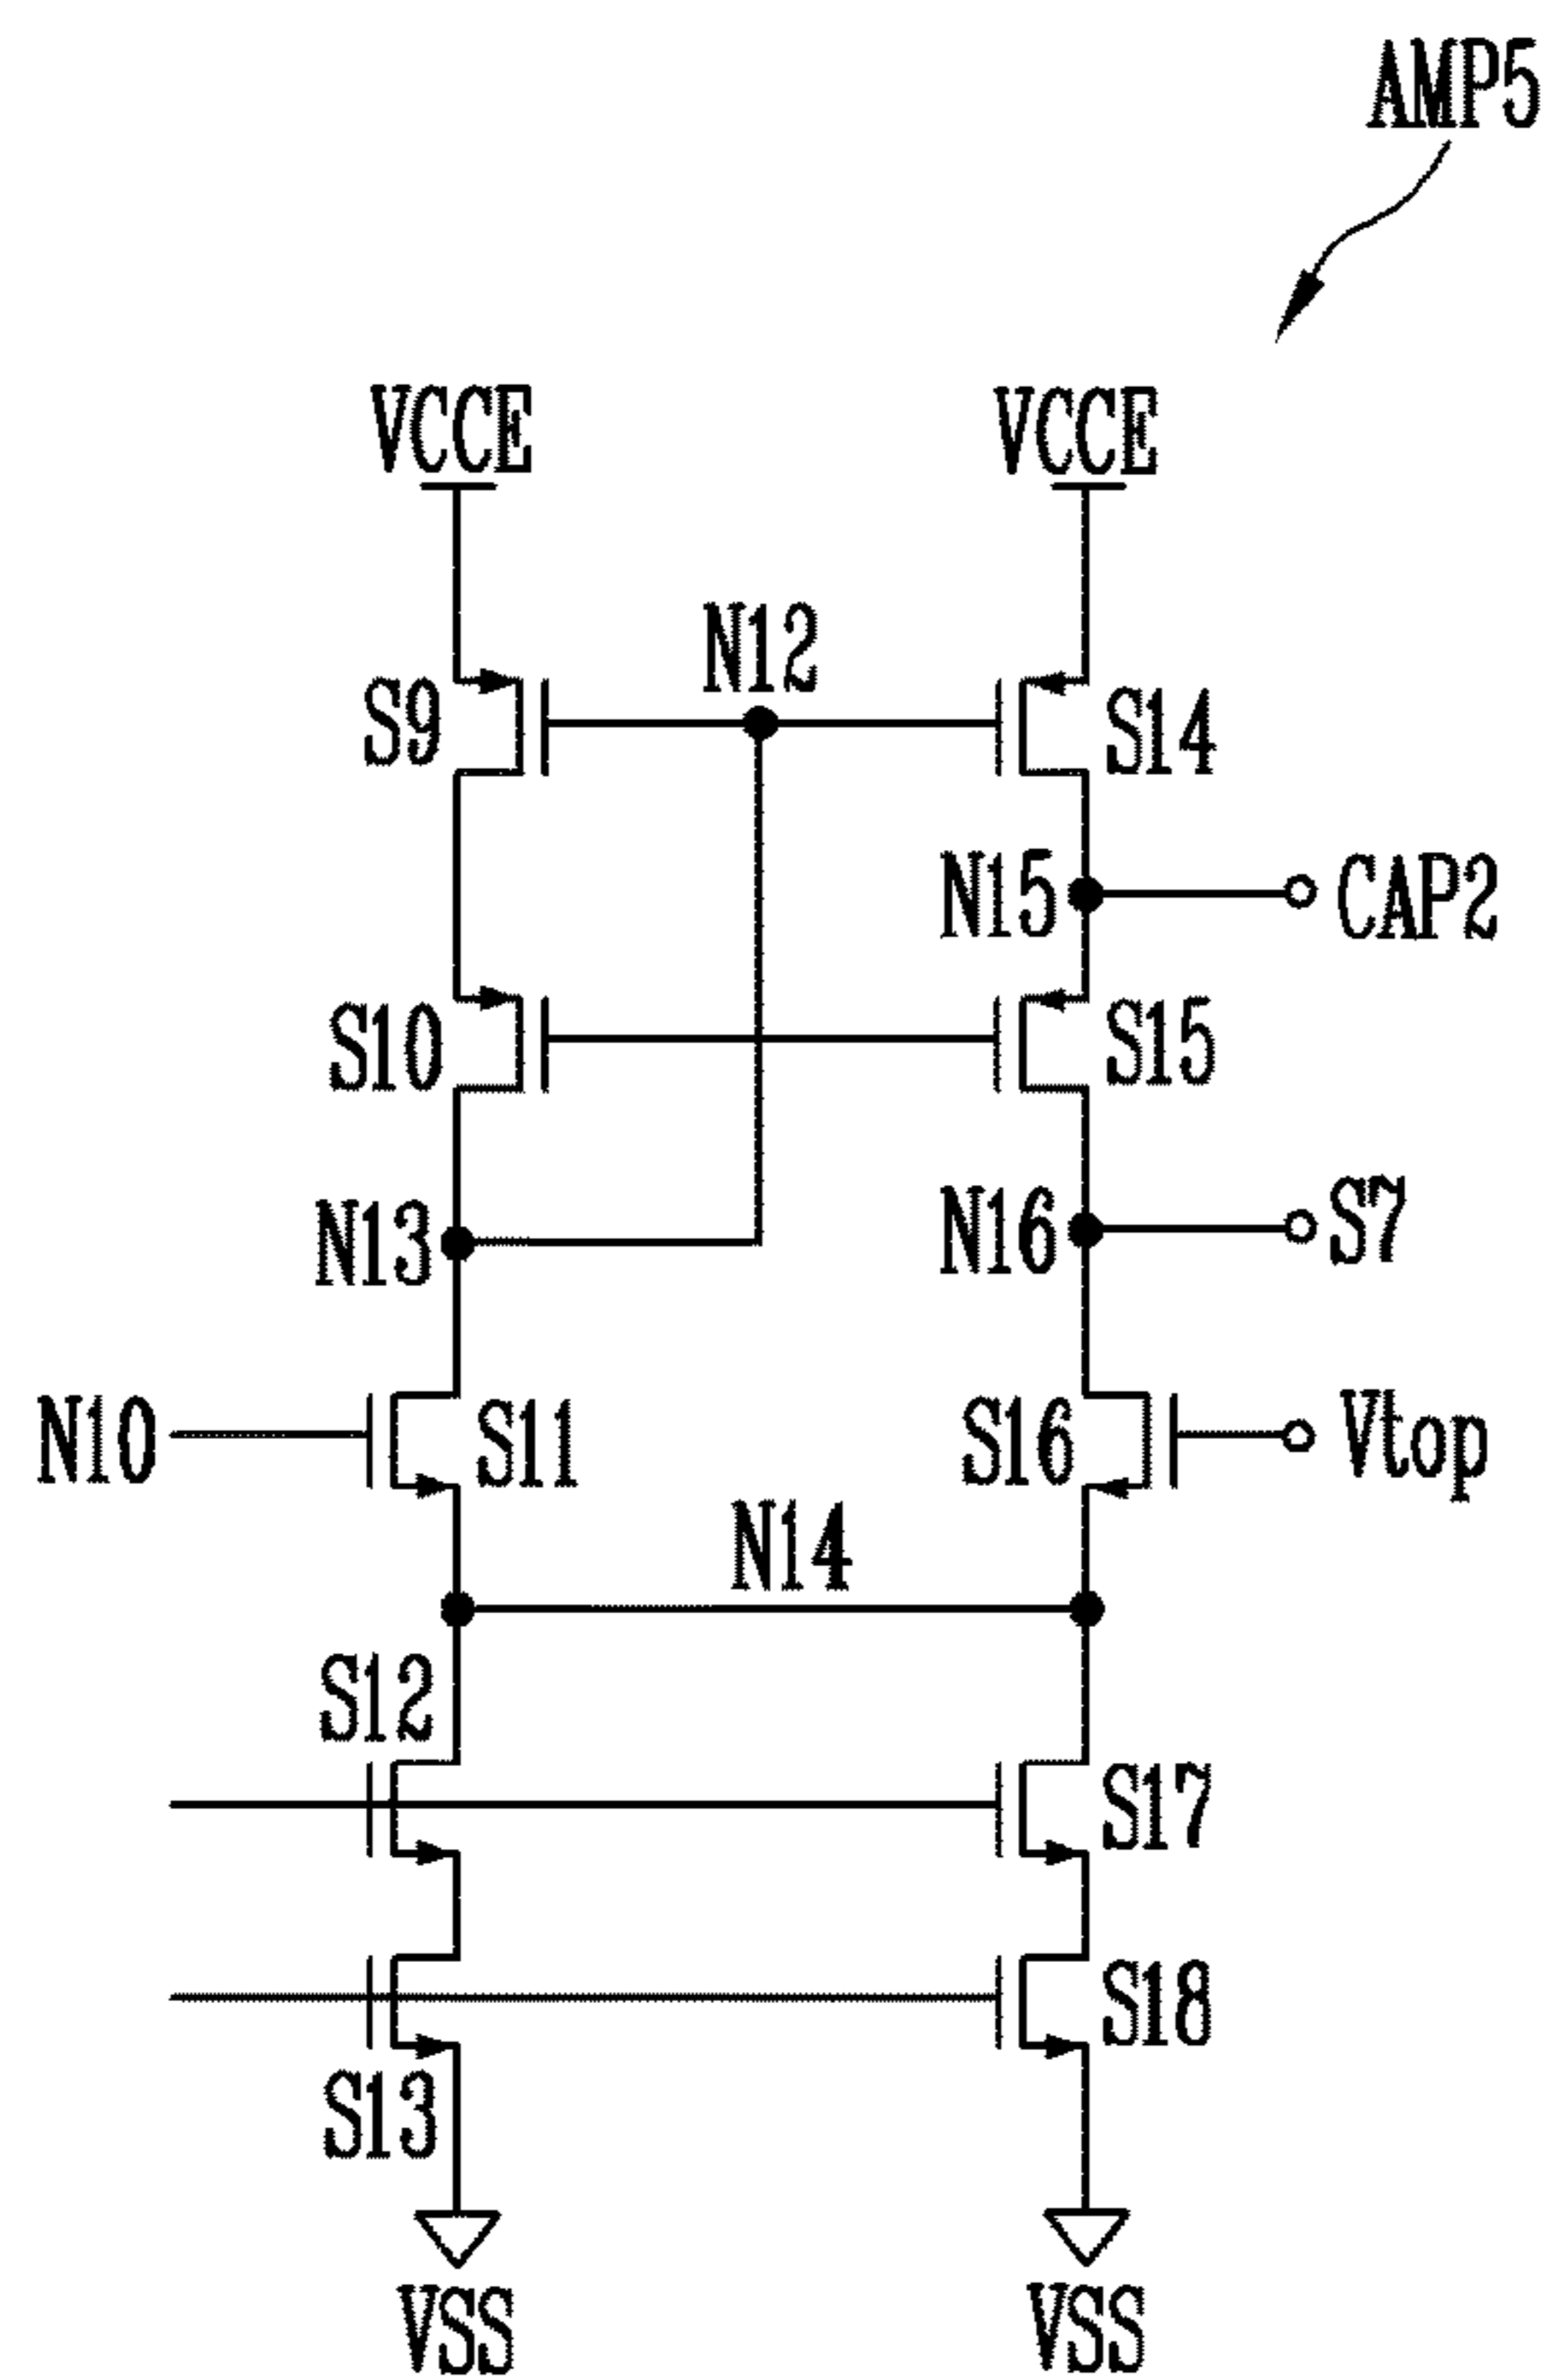 AMP5
VCCE
VCCE
N12
S9
S14
N15
CAP2
S10
S15
N13
N16
S7
N10
S11
S16
Vtop
N14
S12
S17
S18
S13
VSS
VSS